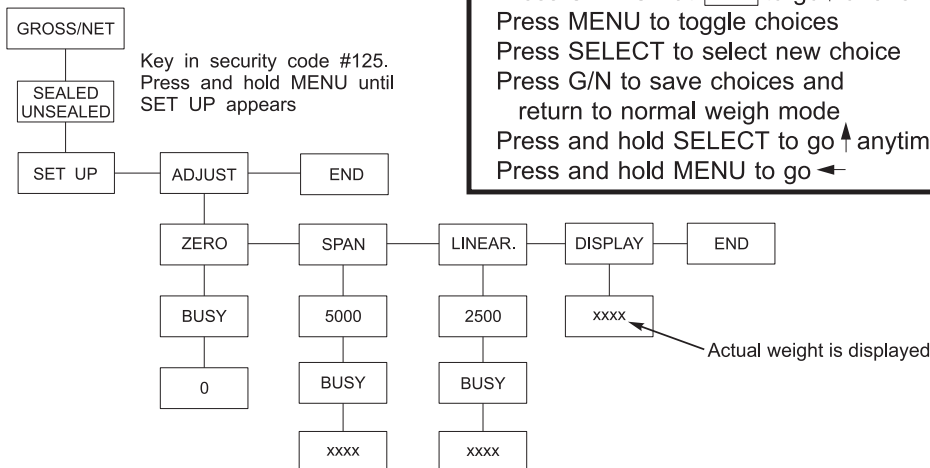 GROSS/NET
Key in security code #125.
Press and hold MENU until
SET UP appears
SEALED
UNSEALED
Press MENU to toggle choices
Press SELECT to select new choice
Press G/N to save choices and
return to normal weigh mode
Press and hold SELECT to go ↑ anytim
Press and hold MENU to go ←
SET UP
ADJUST
END
ZERO
SPAN
LINEAR.
DISPLAY
END
BUSY
5000
2500
xxxx
Actual weight is displayed
0
BUSY
BUSY
xxxx
xxxx